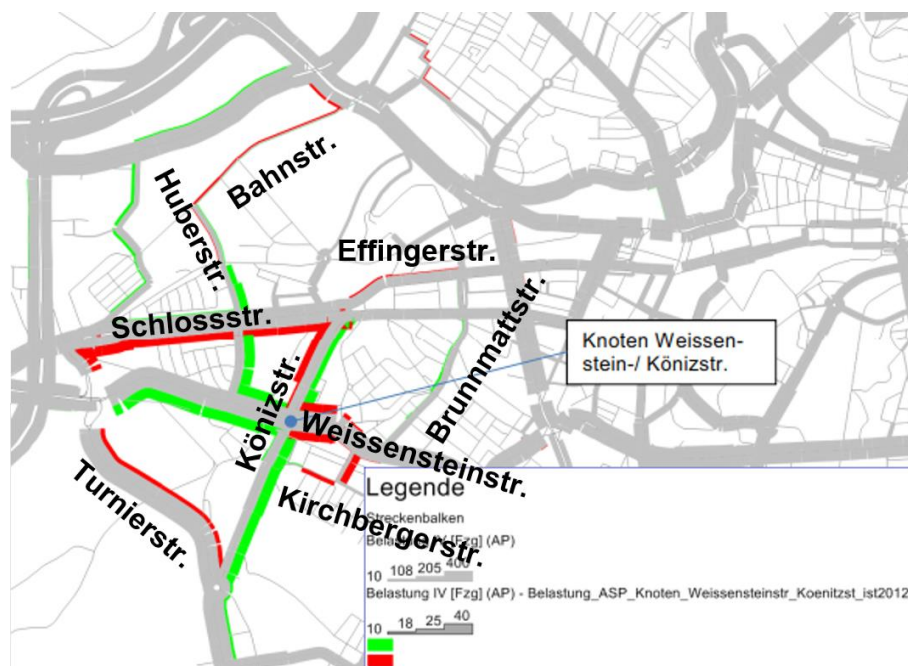 Bahnstr.
Huberstr.
Effingerstr.
Schlossstr.
Brunnmattstr.
Knoten Weissen-
stein-/ Könizstr.
Könizstr.
Weissensteinstr.
Turnierstr.
Kirchbergerstr.
Legende
Streckenbalken
Belastung IV [Fzg] (AP)
10 108 205 400
Belastung IV [Fzg] (AP) - Belastung_ASP_Knoten_Weissensteinstr_Koenitzst_ist2012
10 18 25 40